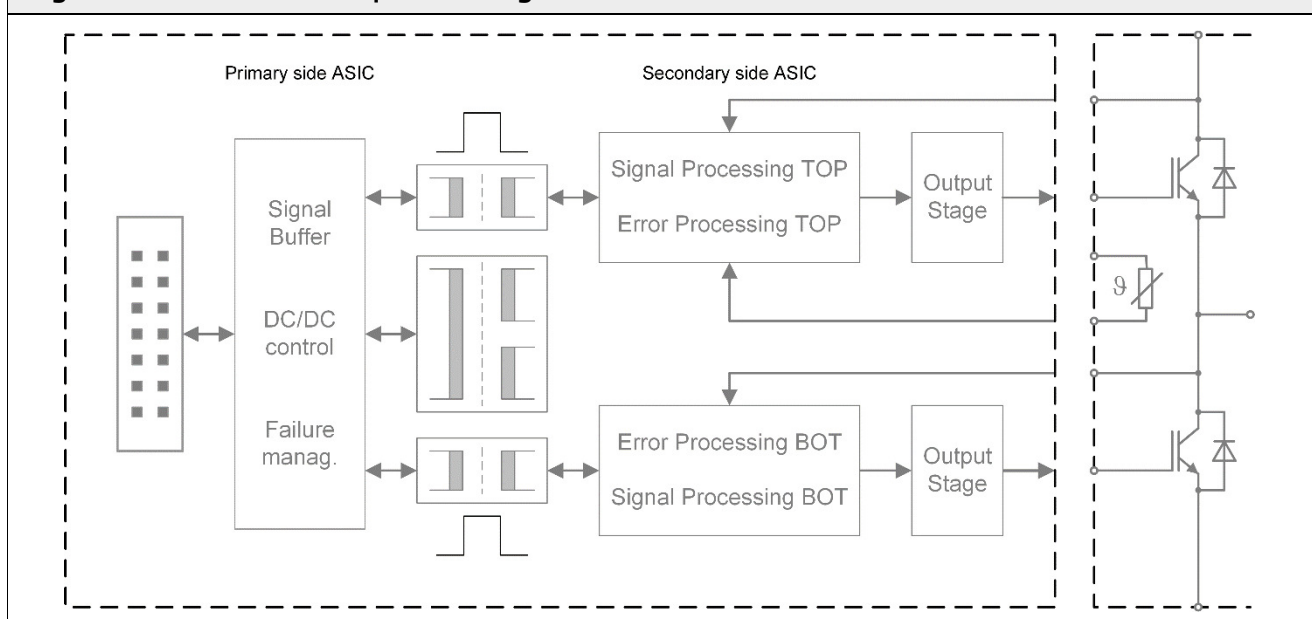 Primary side ASIC
Secondary side ASIC
Signal
Buffer
DC/DC
control
Failure
manag.
Signal Processing TOP
Error Processing TOP
Output
Stage
ϑ
Error Processing BOT
Signal Processing BOT
Output
Stage